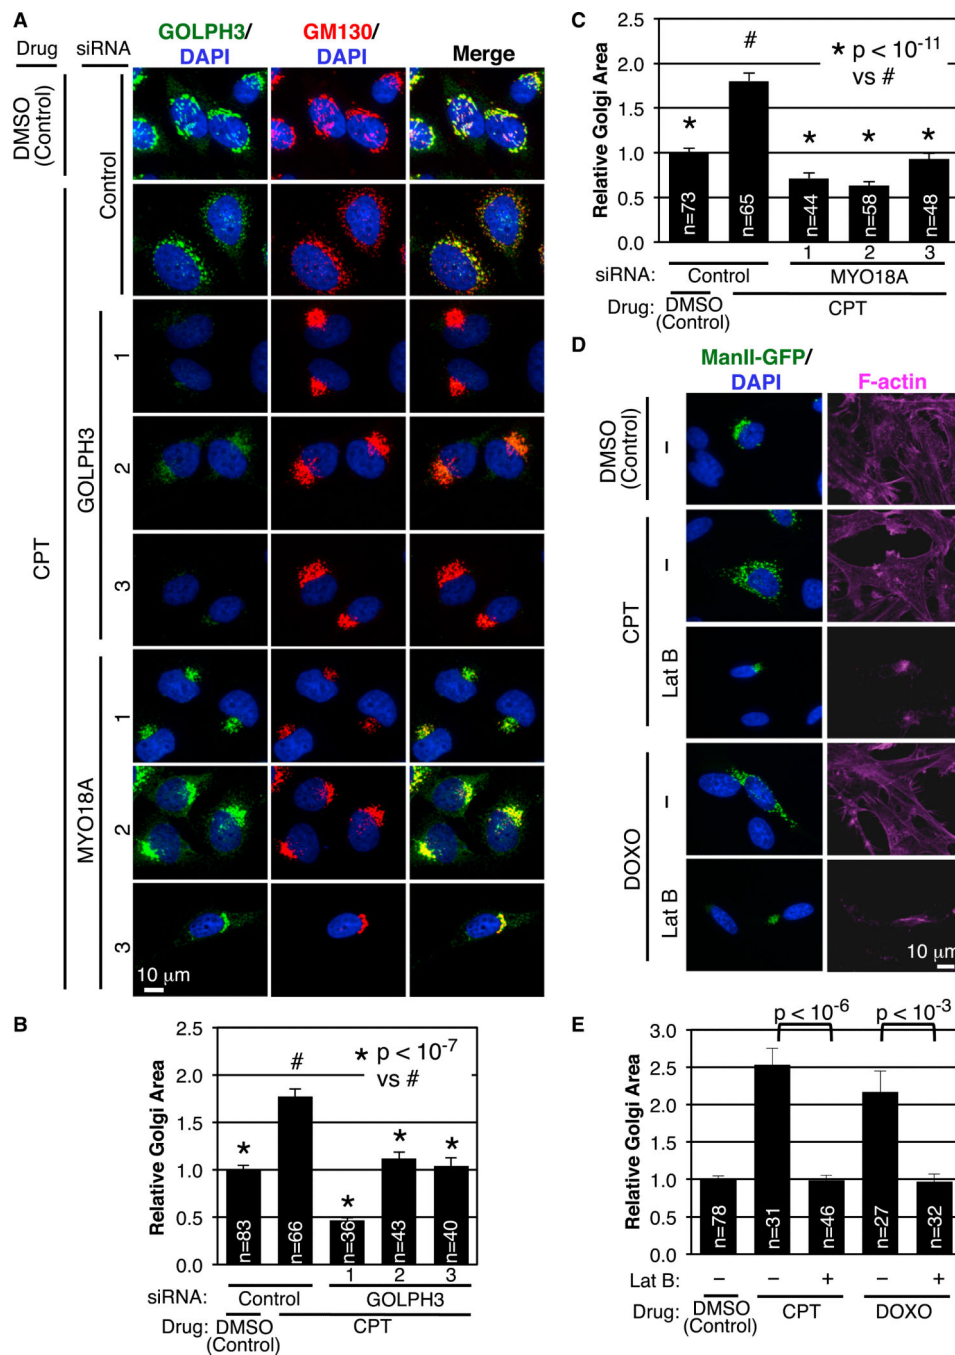 A
Drug
siRNA
GOLPH3/
DAPI
GM130/
DAPI
Merge
DMSO
(Control)
Control
CPT
GOLPH3
1
2
3
MYO18A
1
2
3
10 μm
B
Relative Golgi Area
2.5
2.0
1.5
1.0
0.5
0.0
#
* p < 10-7
vs #
*
*
*
*
n=83
n=66
n=36
n=43
n=40
1 2 3
siRNA: Control GOLPH3
Drug: DMSO CPT
(Control)
C
Relative Golgi Area
2.5
2.0
1.5
1.0
0.5
0.0
#
* p < 10-11
vs #
*
*
*
*
n=73
n=65
n=44
n=58
n=48
1 2 3
siRNA: Control MYO18A
Drug: DMSO CPT
(Control)
D
ManII-GFP/
DAPI
F-actin
DMSO
(Control)
–
CPT
–
Lat B
DOXO
–
Lat B
10 μm
E
Relative Golgi Area
3.0
2.5
2.0
1.5
1.0
0.5
0.0
p < 10-6
p < 10-3
n=78
n=31
n=46
n=27
n=32
Lat B: – – + – +
Drug: DMSO CPT DOXO
(Control)